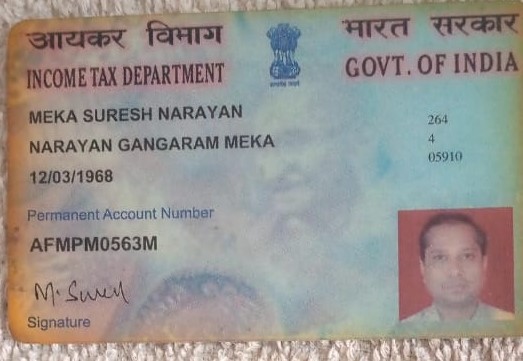 आयकर विभाग
INCOME TAX DEPARTMENT
भारत सरकार
GOVT. OF INDIA
MEKA SURESH NARAYAN
NARAYAN GANGARAM MEKA
12/03/1968
264
4
05910
Permanent Account Number
AFMPM0563M
M. Suresh
Signature